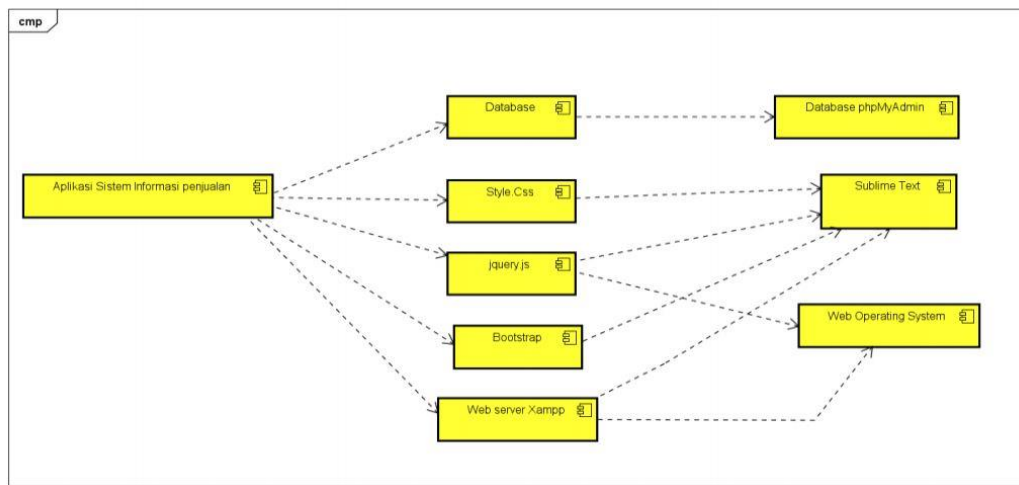 cmp
Database
Database phpMyAdmin
Aplikasi Sistem Informasi penjualan
Style.Css
Sublime Text
jquery.js
Web Operating System
Bootstrap
Web server Xampp